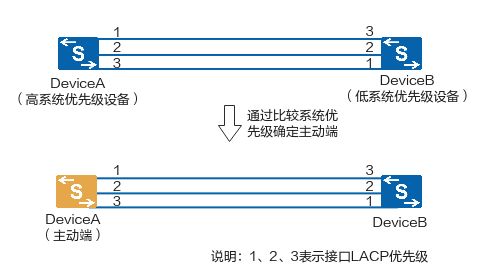 1 3
2 2
3 1
DeviceA DeviceB
（高系统优先级设备） （低系统优先级设备）
通过比较系统优
先级确定主动端
1 3
2 2
3 1
DeviceA DeviceB
（主动端）
说明：1、2、3表示接口LACP优先级